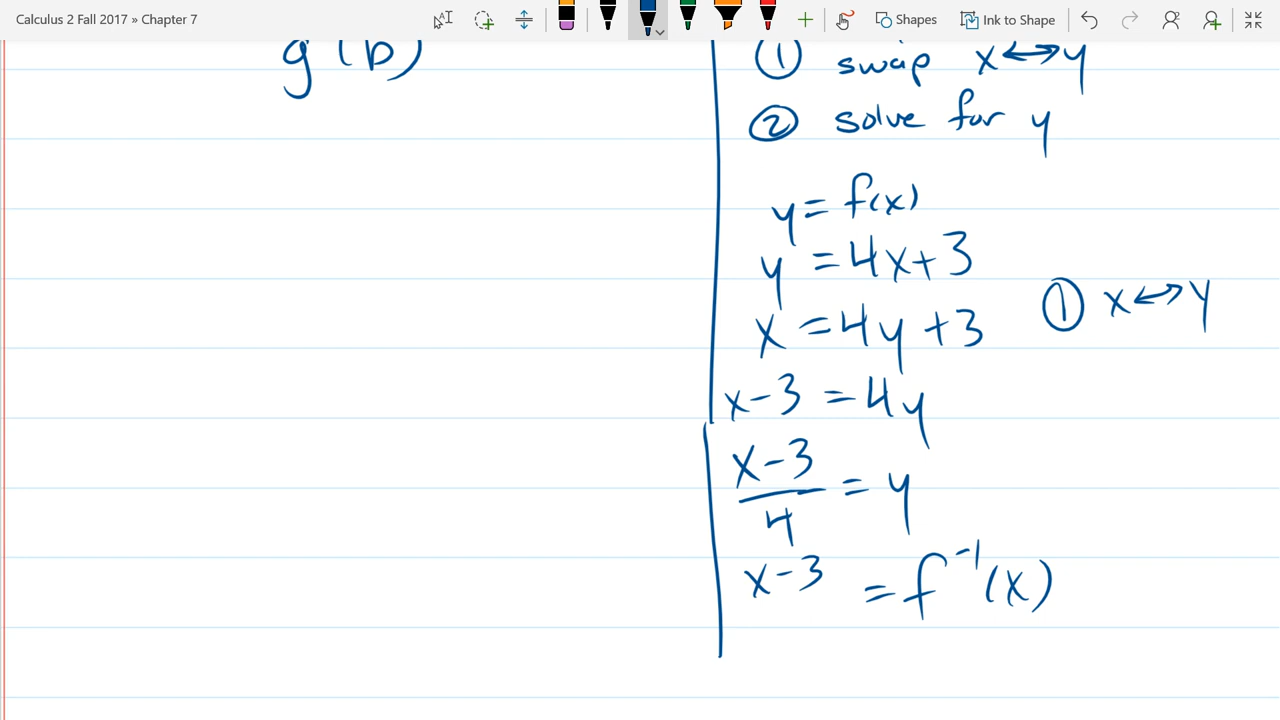 Calculus 2 Fall 2017 » Chapter 7
Shapes
Ink to Shape
g(b)
① swap x↔y
② solve for y
y = f(x)
y = 4x+3
x = 4y+3 ① x↔y
x-3 = 4y
x-3
4
= y
x-3 = f⁻¹(x)